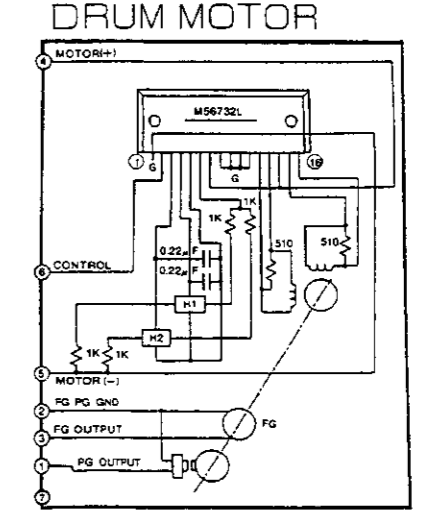 DRUM MOTOR
4 MOTOR(+)
M56732L
1 G G 16
1K
1K
510 510
0.22μF
0.22μF
6 CONTROL
H1
H2
1K 1K
5 MOTOR (-)
2 FG PG GND
3 FG OUTPUT
FG
1 PG OUTPUT
7